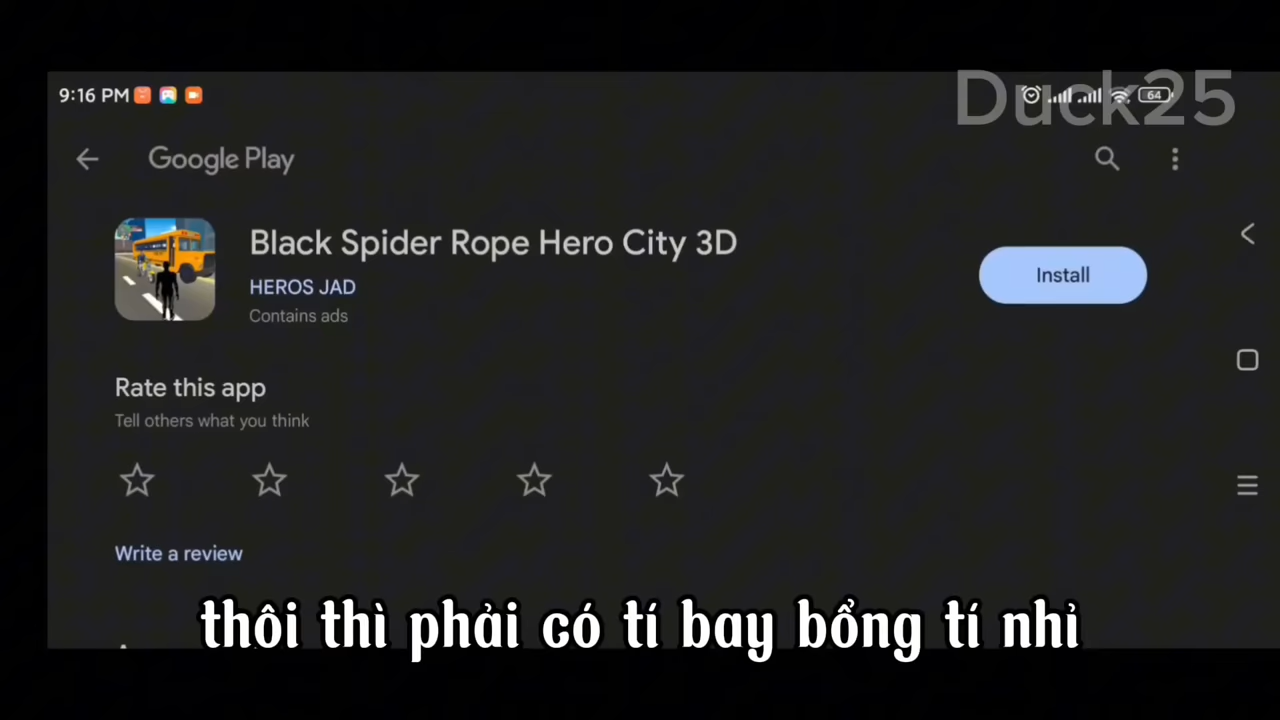 9:16 PM
64
Duck25
Google Play
Black Spider Rope Hero City 3D
HEROS JAD
Contains ads
Install
Rate this app
Tell others what you think
Write a review
thôi thì phải có tí bay bổng tí nhỉ